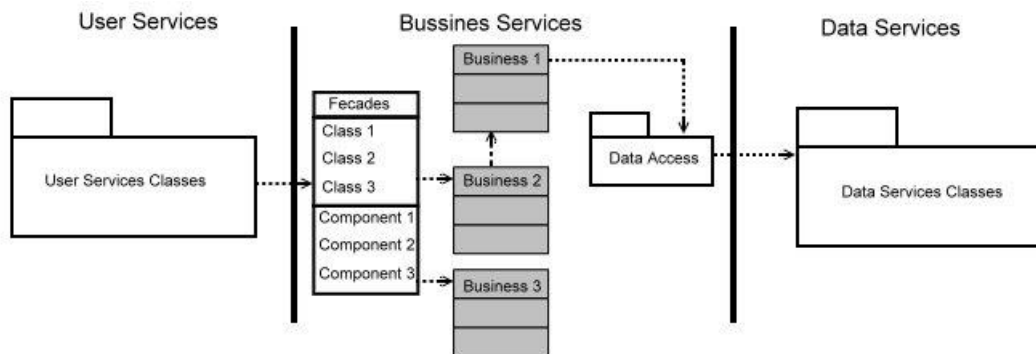 User Services
Bussines Services
Data Services
User Services Classes
Fecades
Class 1
Class 2
Class 3
Component 1
Component 2
Component 3
Business 1
Business 2
Business 3
Data Access
Data Services Classes